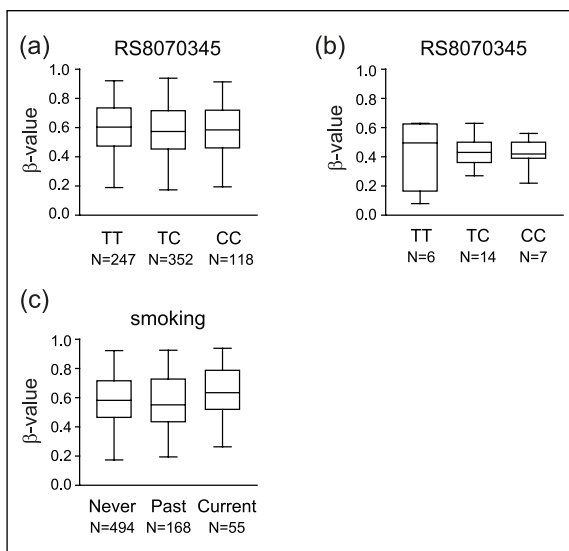 (a) RS8070345
β-value
1.0
0.8
0.6
0.4
0.2
0.0
TT TC CC
N=247 N=352 N=118
(b) RS8070345
β-value
1.0
0.8
0.6
0.4
0.2
0.0
TT TC CC
N=6 N=14 N=7
(c) smoking
β-value
1.0
0.8
0.6
0.4
0.2
0.0
Never Past Current
N=494 N=168 N=55